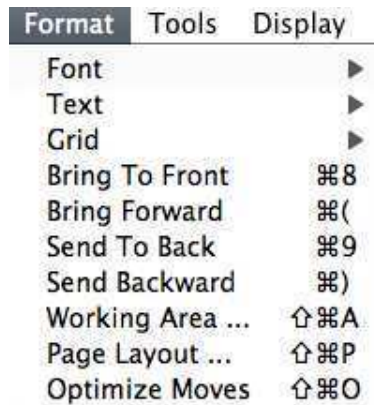 Format Tools Display
Font ▶
Text ▶
Grid ▶
Bring To Front ⌘8
Bring Forward ⌘(
Send To Back ⌘9
Send Backward ⌘)
Working Area ... ⇧⌘A
Page Layout ... ⇧⌘P
Optimize Moves ⇧⌘O